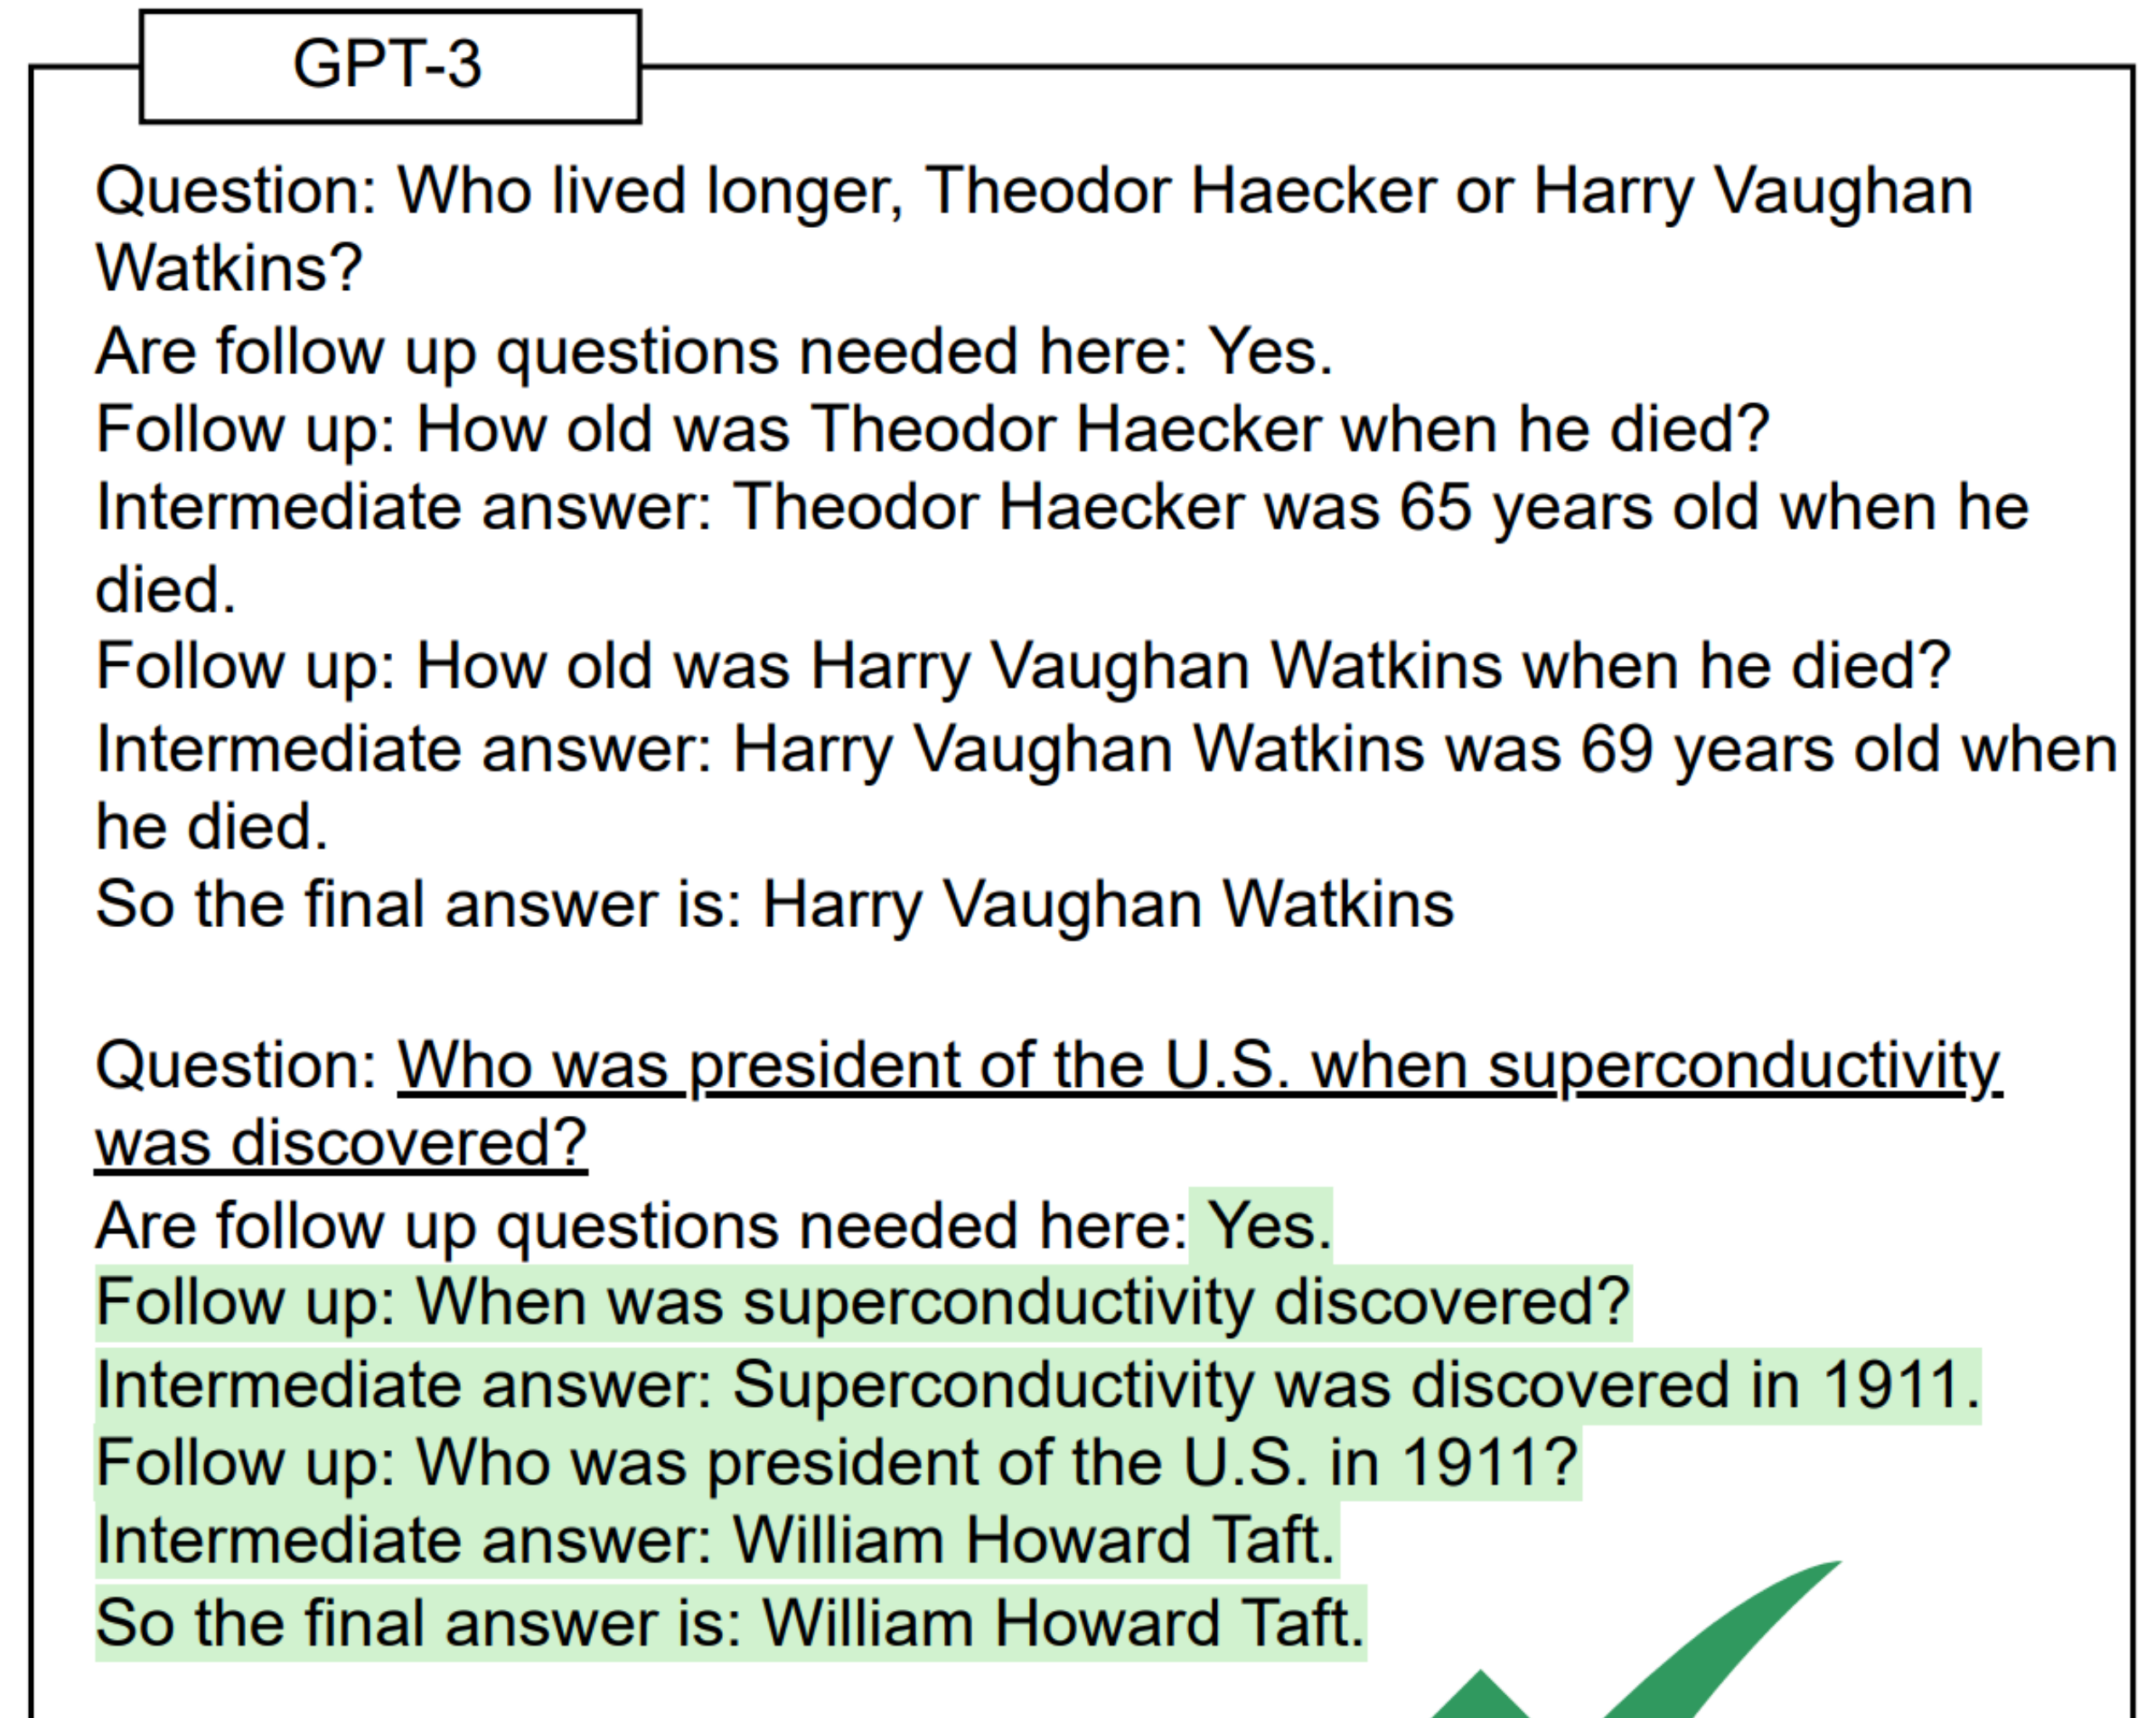 GPT-3
Question: Who lived longer, Theodor Haecker or Harry Vaughan
Watkins?
Are follow up questions needed here: Yes.
Follow up: How old was Theodor Haecker when he died?
Intermediate answer: Theodor Haecker was 65 years old when he
died.
Follow up: How old was Harry Vaughan Watkins when he died?
Intermediate answer: Harry Vaughan Watkins was 69 years old when
he died.
So the final answer is: Harry Vaughan Watkins
Question: Who was president of the U.S. when superconductivity
was discovered?
Are follow up questions needed here: Yes.
Follow up: When was superconductivity discovered?
Intermediate answer: Superconductivity was discovered in 1911.
Follow up: Who was president of the U.S. in 1911?
Intermediate answer: William Howard Taft.
So the final answer is: William Howard Taft.